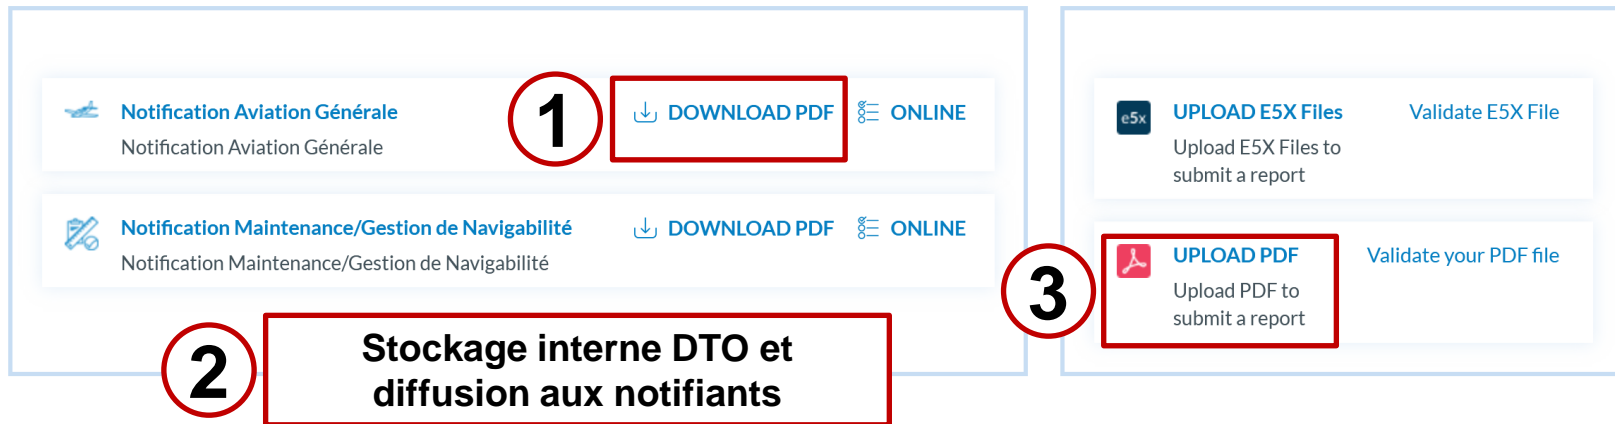 Notification Aviation Générale
1
DOWNLOAD PDF
ONLINE
Notification Aviation Générale
Notification Maintenance/Gestion de Navigabilité
DOWNLOAD PDF
ONLINE
Notification Maintenance/Gestion de Navigabilité
2
Stockage interne DTO et
diffusion aux notifiants
e5x
UPLOAD E5X Files
Validate E5X File
Upload E5X Files to
submit a report
3
UPLOAD PDF
Validate your PDF file
Upload PDF to
submit a report